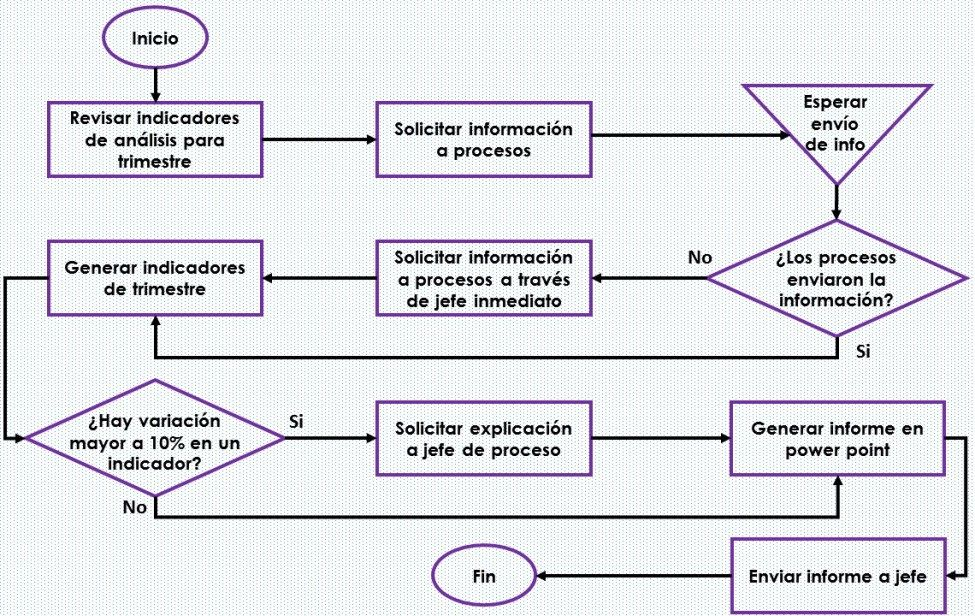 Inicio
Revisar indicadores
de análisis para
trimestre
Solicitar información
a procesos
Esperar
envío
de info
¿Los procesos
enviaron la
información?
No
Si
Solicitar información
a procesos a través
de jefe inmediato
Generar indicadores
de trimestre
¿Hay variación
mayor a 10% en un
indicador?
Si
No
Solicitar explicación
a jefe de proceso
Generar informe en
power point
Enviar informe a jefe
Fin